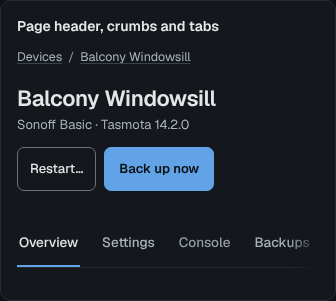 Page header, crumbs and tabs
Devices / Balcony Windowsill
Balcony Windowsill
Sonoff Basic · Tasmota 14.2.0
Restart… Back up now
Overview Settings Console Backups